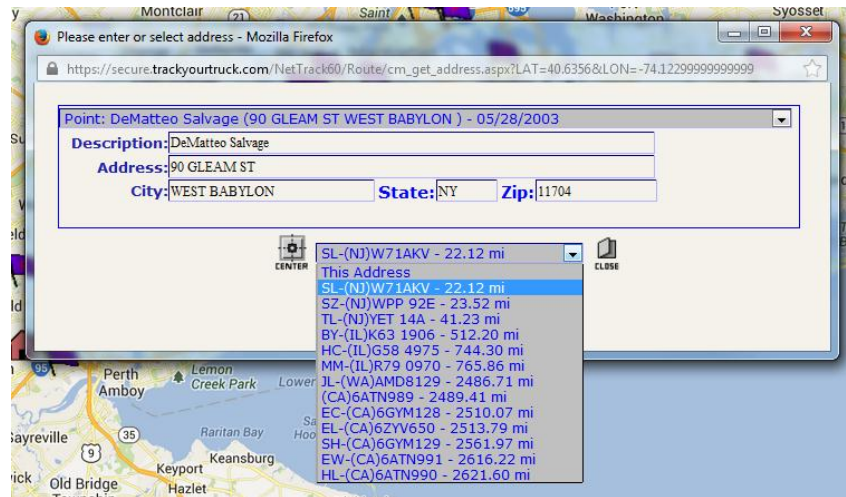 Montclair
21
Saint
Washington
Syosset
Please enter or select address - Mozilla Firefox
https://secure.trackyourtruck.com/NetTrack60/Route/cm_get_address.aspx?LAT=40.6356&LON=-74.12299999999999
Point: DeMatteo Salvage (90 GLEAM ST WEST BABYLON ) - 05/28/2003
Description: DeMatteo Salvage
Address: 90 GLEAM ST
City: WEST BABYLON State: NY Zip: 11704
CENTER SL-(NJ)W71AKV - 22.12 mi CLOSE
This Address
SL-(NJ)W71AKV - 22.12 mi
SZ-(NJ)WPP 92E - 23.52 mi
TL-(NJ)YET 14A - 41.23 mi
BY-(IL)K63 1906 - 512.20 mi
HC-(IL)G58 4975 - 744.30 mi
MM-(IL)R79 0970 - 765.86 mi
JL-(WA)AMD8129 - 2486.71 mi
(CA)6ATN989 - 2489.41 mi
EC-(CA)6GYM128 - 2510.07 mi
EL-(CA)6ZYV650 - 2513.79 mi
SH-(CA)6GYM129 - 2561.97 mi
EW-(CA)6ATN991 - 2616.22 mi
HL-(CA)6ATN990 - 2621.60 mi
95
Perth
Amboy
Lemon
Creek Park
Lower
Raritan Bay
Hoo
ayreville
35
9
Keyport
Keansburg
Old Bridge
Hazlet